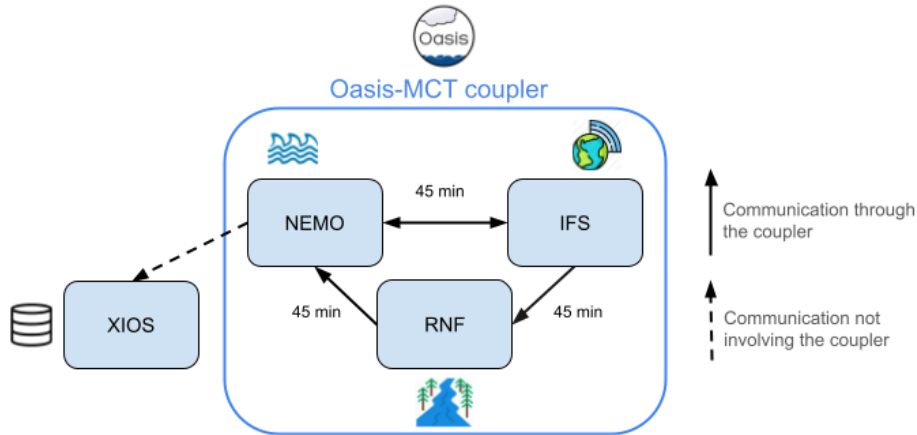 Oasis
Oasis-MCT coupler
45 min
NEMO
IFS
Communication through
the coupler
45 min
45 min
XIOS
RNF
Communication not
involving the coupler